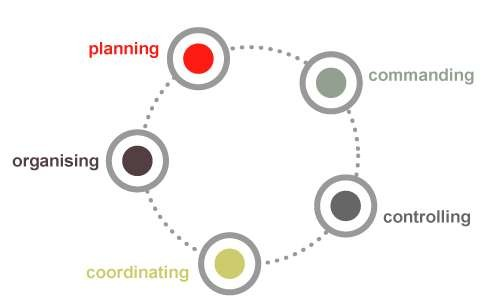 planning
commanding
organising
controlling
coordinating